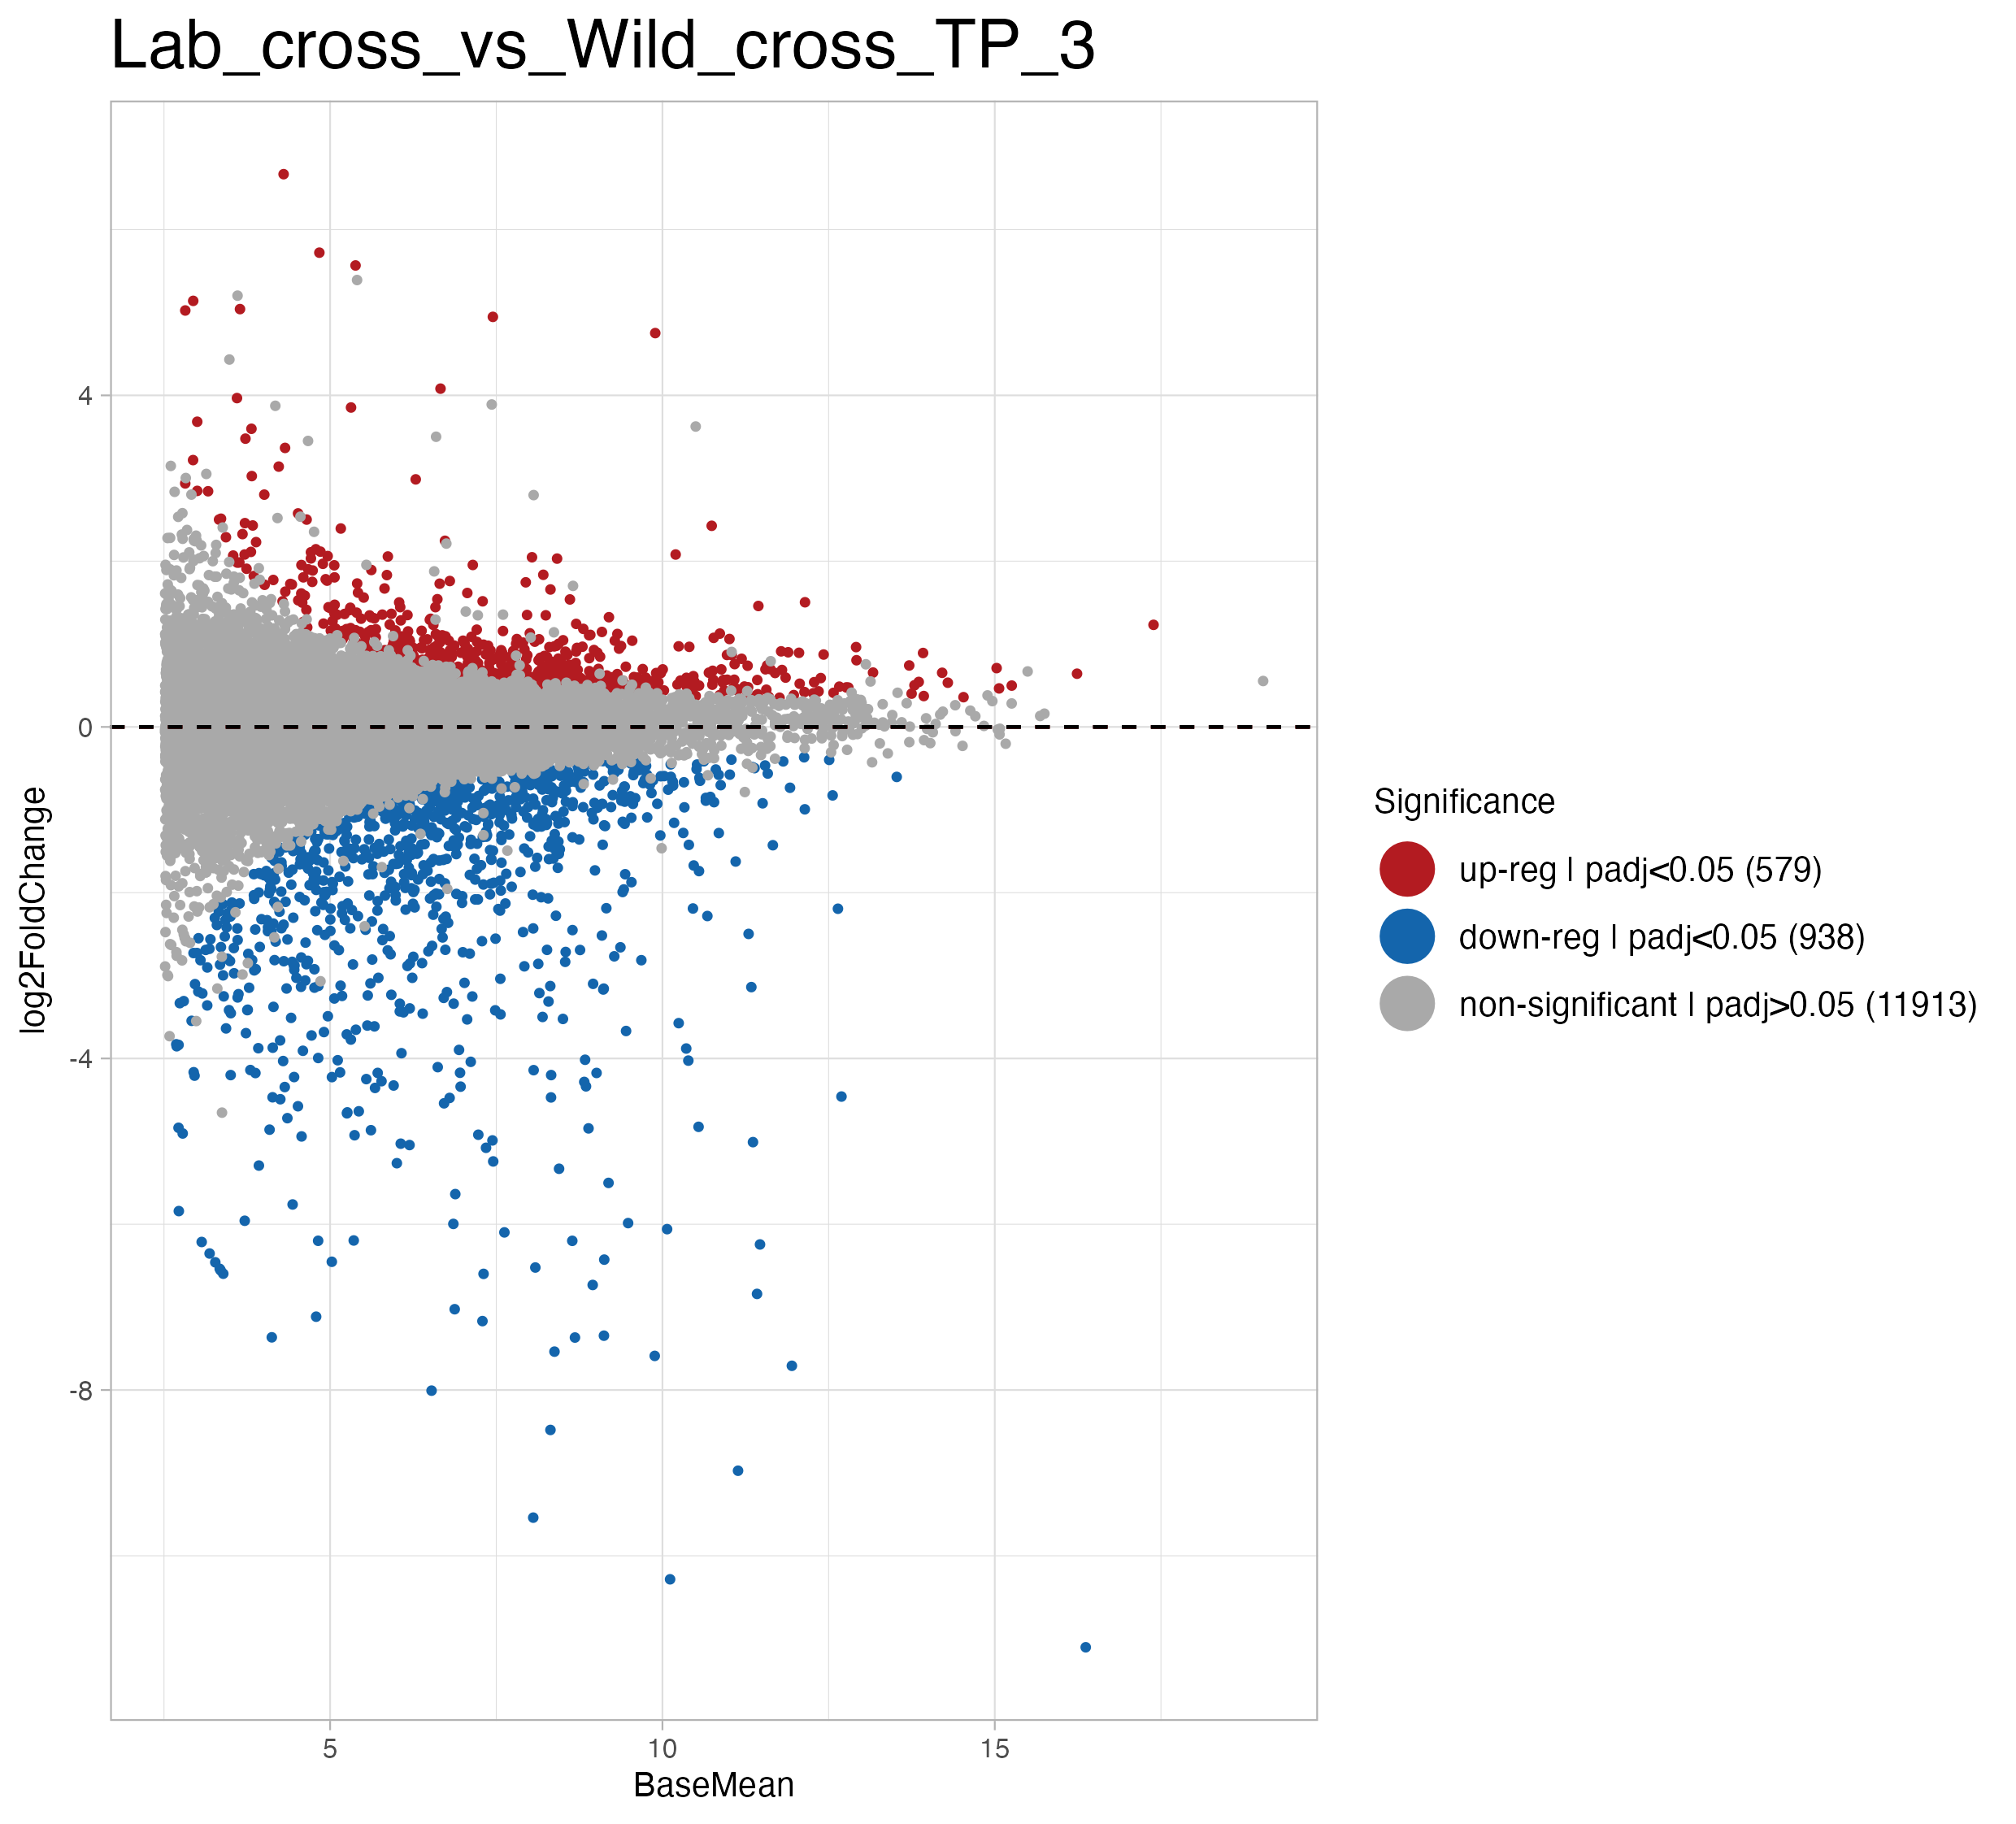 Lab_cross_vs_Wild_cross_TP_3
log2FoldChange
4
0
-4
-8
5
10
15
BaseMean
Significance
up-reg | padj<0.05 (579)
down-reg | padj<0.05 (938)
non-significant | padj>0.05 (11913)